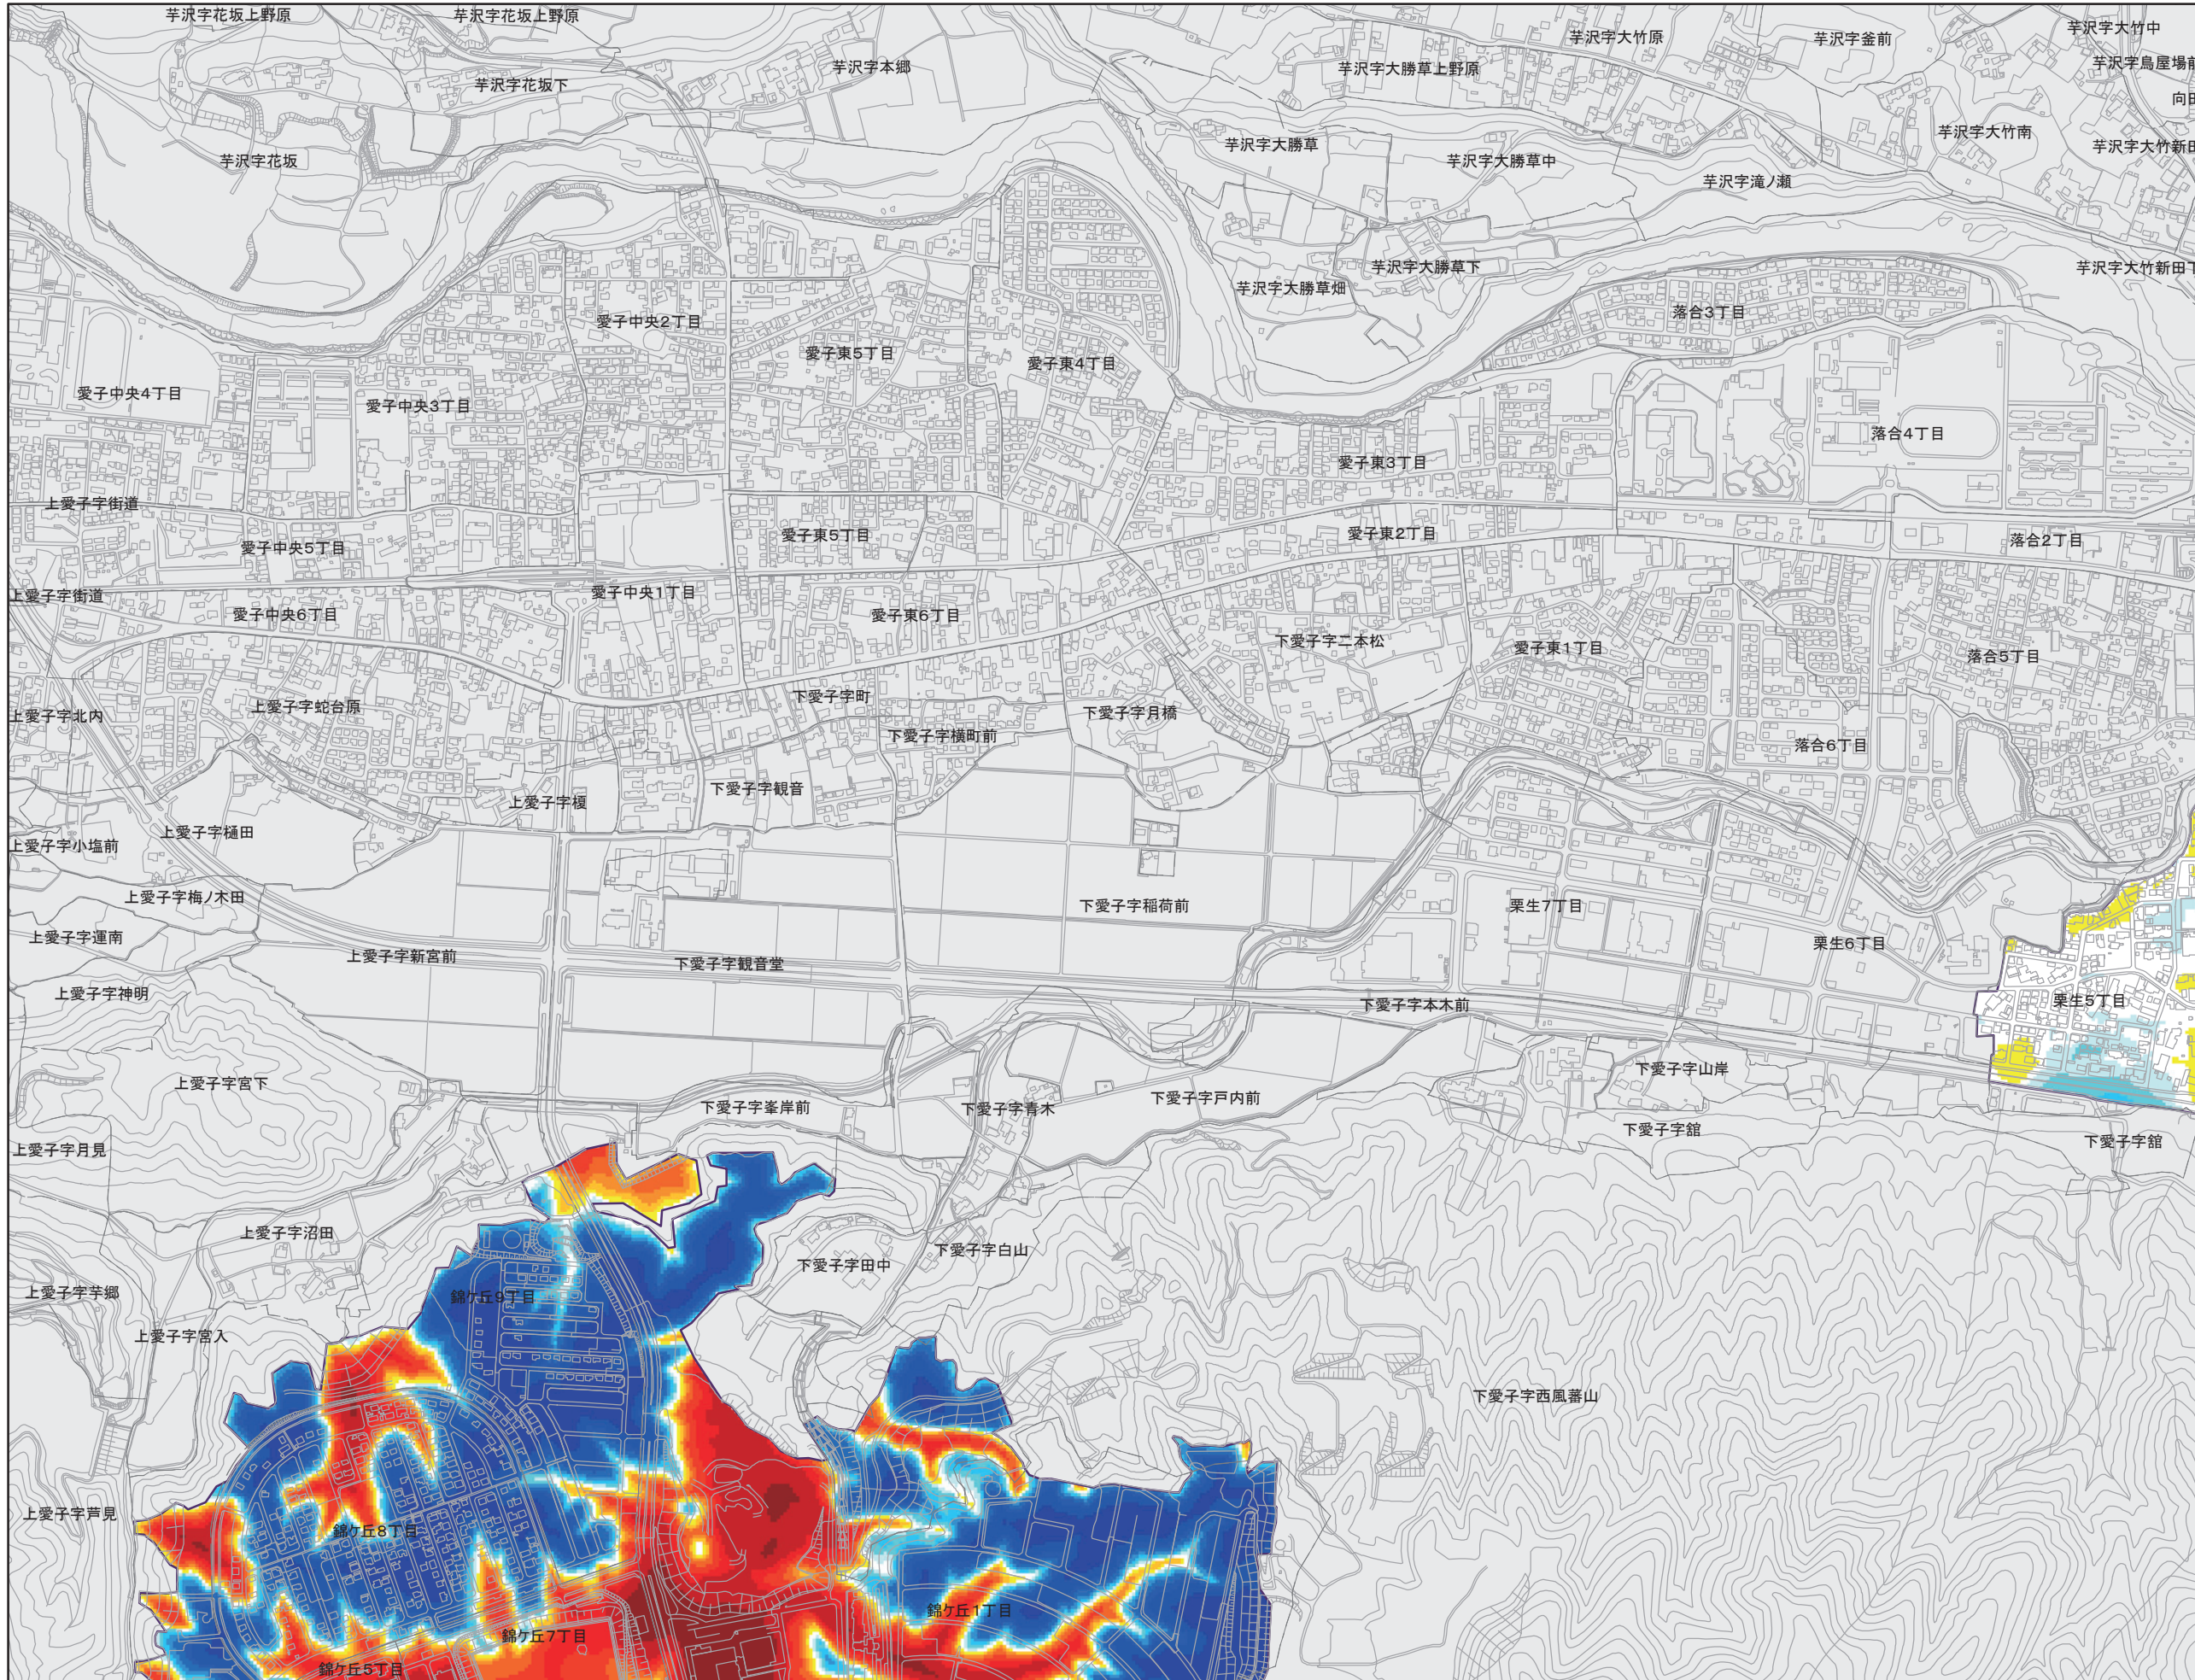 芋沢字花坂上野原
芋沢字花坂上野原
芋沢字大竹中
芋沢字大竹原
芋沢字釜前
芋沢字鳥屋場前
芋沢字本郷
芋沢字大勝草上野原
芋沢字花坂下
向田
芋沢字大竹南
芋沢字大勝草
芋沢字大竹新田
芋沢字花坂
芋沢字大勝草中
芋沢字滝ノ瀬
芋沢字大勝草下
芋沢字大竹新田下
芋沢字大勝草畑
落合3丁目
愛子中央2丁目
愛子東5丁目
愛子東4丁目
愛子中央4丁目
愛子中央3丁目
落合4丁目
愛子東3丁目
上愛子字街道
愛子東5丁目
愛子東2丁目
落合2丁目
愛子中央5丁目
上愛子字街道
愛子中央1丁目
愛子中央6丁目
愛子東6丁目
下愛子字二本松
愛子東1丁目
落合5丁目
下愛子字町
上愛子字蛇台原
上愛子字北内
下愛子字月橋
下愛子字横町前
落合6丁目
下愛子字観音
上愛子字榎
上愛子字樋田
上愛子字小塩前
上愛子字梅ノ木田
下愛子字稲荷前
栗生7丁目
上愛子字運南
栗生6丁目
上愛子字新宮前
下愛子字観音堂
上愛子字神明
下愛子字本木前
栗生5丁目
下愛子字山岸
上愛子字宮下
下愛子字戸内前
下愛子字峯岸前
下愛子字青木
下愛子字舘
下愛子字舘
上愛子字月見
上愛子字沼田
下愛子字白山
下愛子字田中
上愛子字芋郷
錦ケ丘9丁目
上愛子字宮入
下愛子字西風蕃山
上愛子字芦見
錦ケ丘8丁目
錦ケ丘1丁目
錦ケ丘7丁目
錦ケ丘5丁目